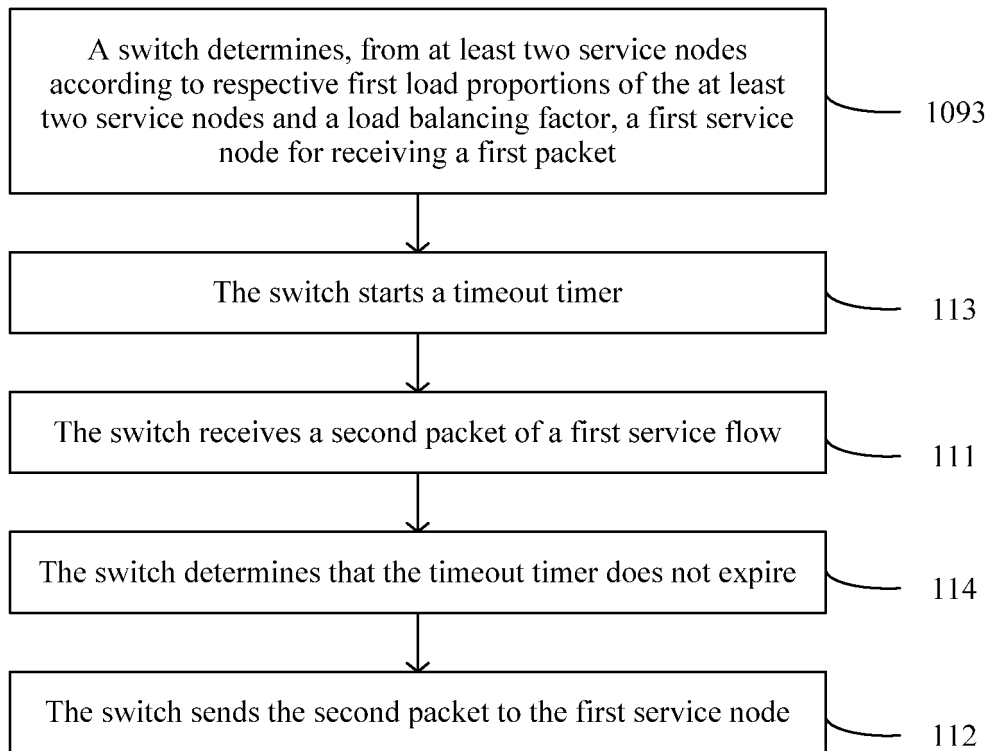 A switch determines, from at least two service nodes
according to respective first load proportions of the at least
two service nodes and a load balancing factor, a first service
node for receiving a first packet
1093
The switch starts a timeout timer
113
The switch receives a second packet of a first service flow
111
The switch determines that the timeout timer does not expire
114
The switch sends the second packet to the first service node
112